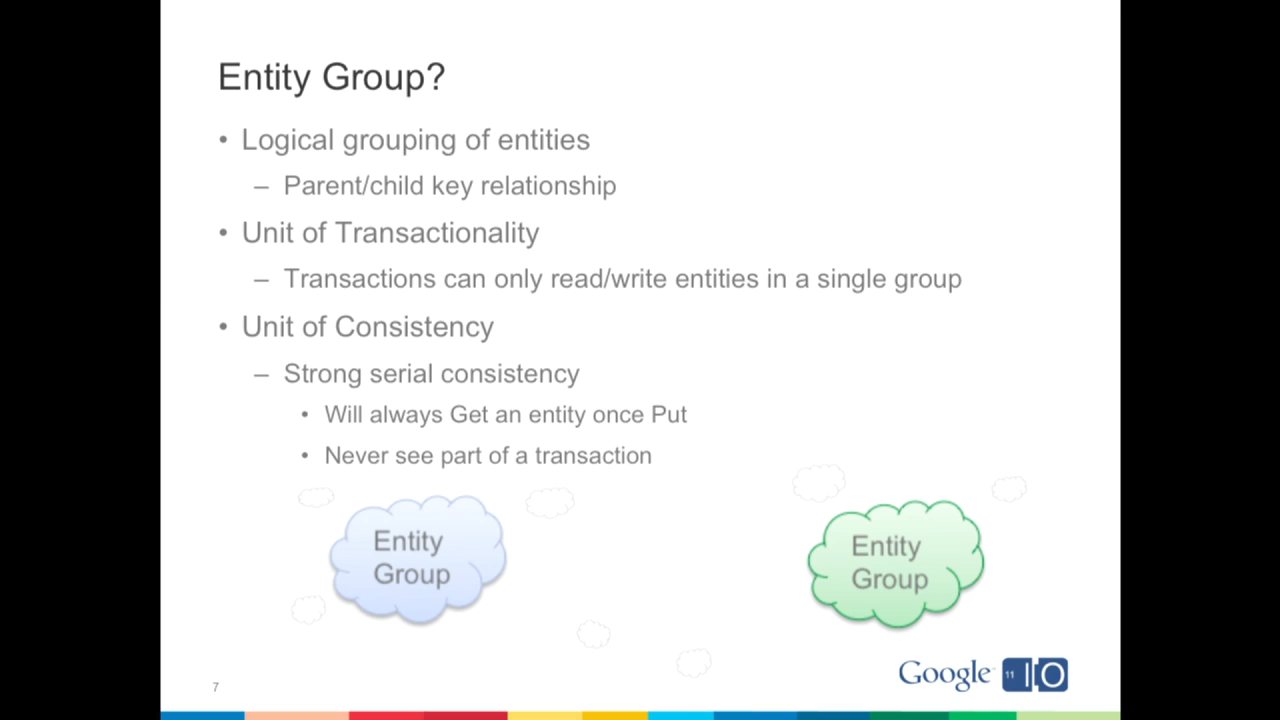 Entity Group?
• Logical grouping of entities
– Parent/child key relationship
• Unit of Transactionality
– Transactions can only read/write entities in a single group
• Unit of Consistency
– Strong serial consistency
• Will always Get an entity once Put
• Never see part of a transaction
Entity
Group
Entity
Group
7
Google 11 IO